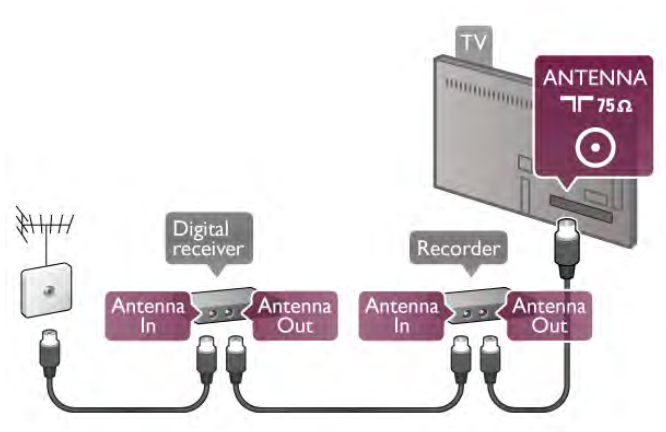 TV
ANTENNA
75Ω
Digital
receiver
Recorder
Antenna
In
Antenna
Out
Antenna
In
Antenna
Out